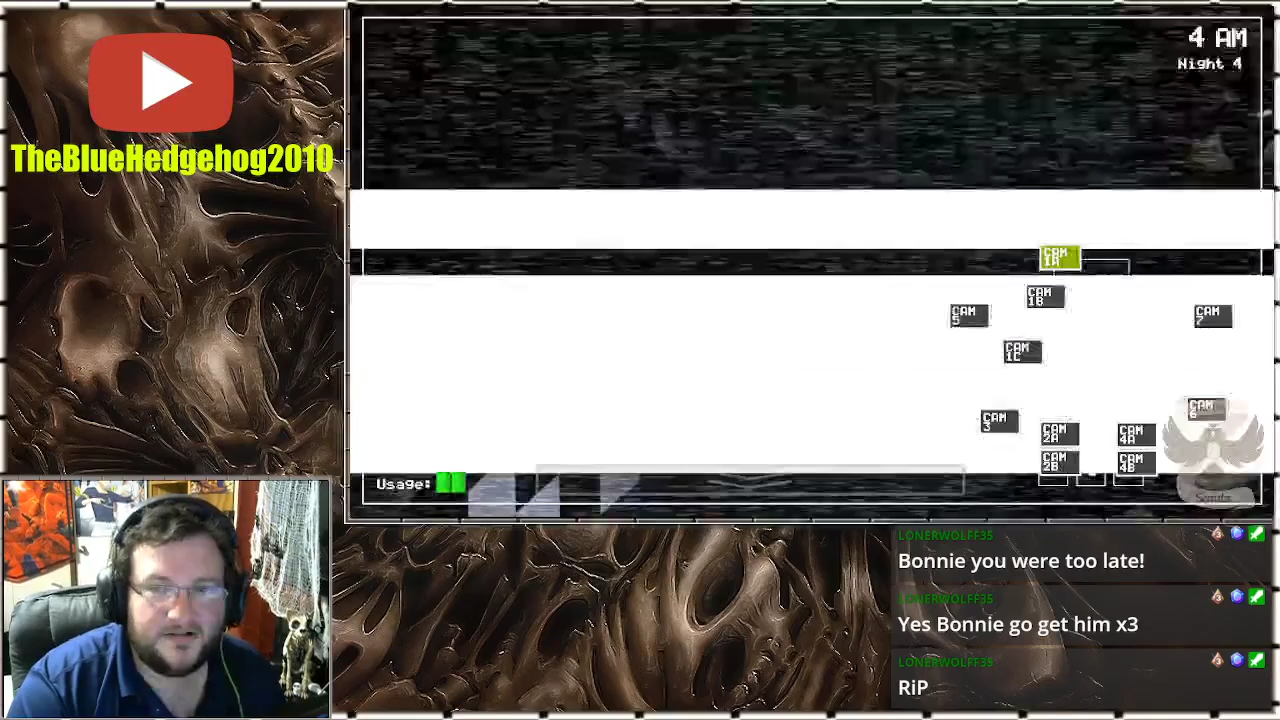 TheBlueHedgehog2010
4 AM
Night 4
CAM 1A
CAM 1B
CAM 5
CAM 7
CAM 1C
CAM 3
CAM 6
CAM 2A
CAM 4A
CAM 2B
CAM 4B
Usage:
LONERWOLFF35
Bonnie you were too late!
LONERWOLFF35
Yes Bonnie go get him x3
LONERWOLFF35
RiP